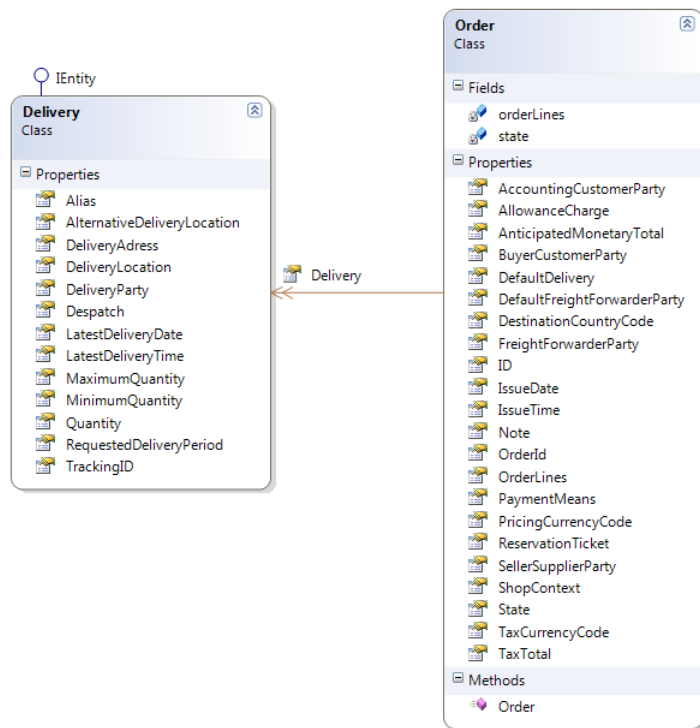 IEntity
Delivery
Class
Properties
Alias
AlternativeDeliveryLocation
DeliveryAdress
DeliveryLocation
DeliveryParty
Despatch
LatestDeliveryDate
LatestDeliveryTime
MaximumQuantity
MinimumQuantity
Quantity
RequestedDeliveryPeriod
TrackingID
Delivery
Order
Class
Fields
orderLines
state
Properties
AccountingCustomerParty
AllowanceCharge
AnticipatedMonetaryTotal
BuyerCustomerParty
DefaultDelivery
DefaultFreightForwarderParty
DestinationCountryCode
FreightForwarderParty
ID
IssueDate
IssueTime
Note
OrderId
OrderLines
PaymentMeans
PricingCurrencyCode
ReservationTicket
SellerSupplierParty
ShopContext
State
TaxCurrencyCode
TaxTotal
Methods
Order